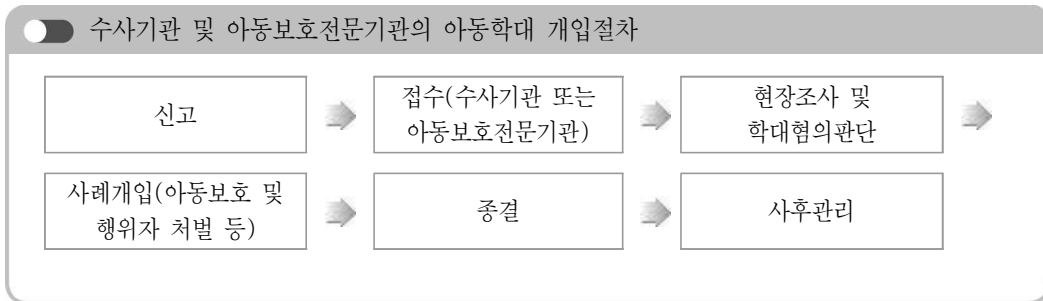 수사기관 및 아동보호전문기관의 아동학대 개입절차
신고
접수(수사기관 또는
아동보호전문기관)
현장조사 및
학대혐의판단
사례개입(아동보호 및
행위자 처벌 등)
종결
사후관리